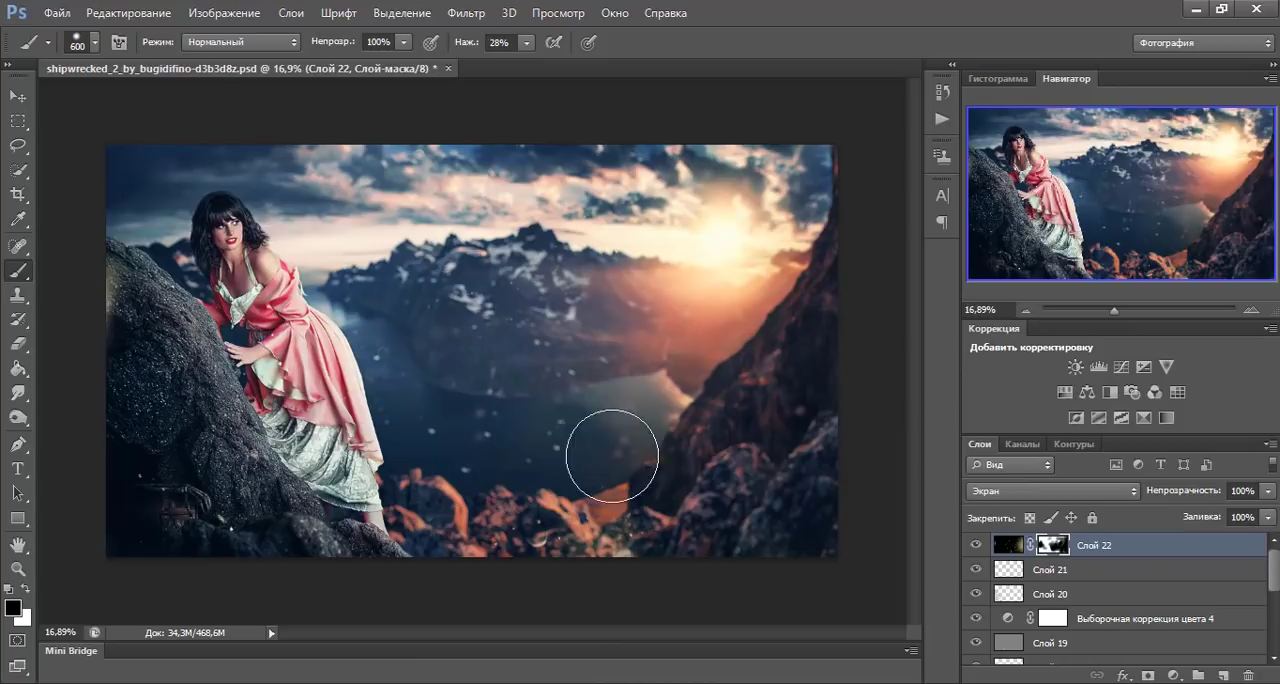 Ps Файл Редактирование Изображение Слои Шрифт Выделение Фильтр 3D Просмотр Окно Справка
600 Режим: Нормальный Непрозр.: 100% Наж.: 28% Фотография
shipwrecked_2_by_bugidifino-d3b3d8z.psd @ 16,9% (Слой 22, Слой-маска/8) *
Гистограмма Навигатор
16,89%
Коррекция
Добавить корректировку
Слои Каналы Контуры
Вид
Экран Непрозрачность: 100%
Закрепить: Заливка: 100%
Слой 22
Слой 21
Слой 20
Выборочная коррекция цвета 4
Слой 19
16,89% Док: 34,3M/468,6M
Mini Bridge